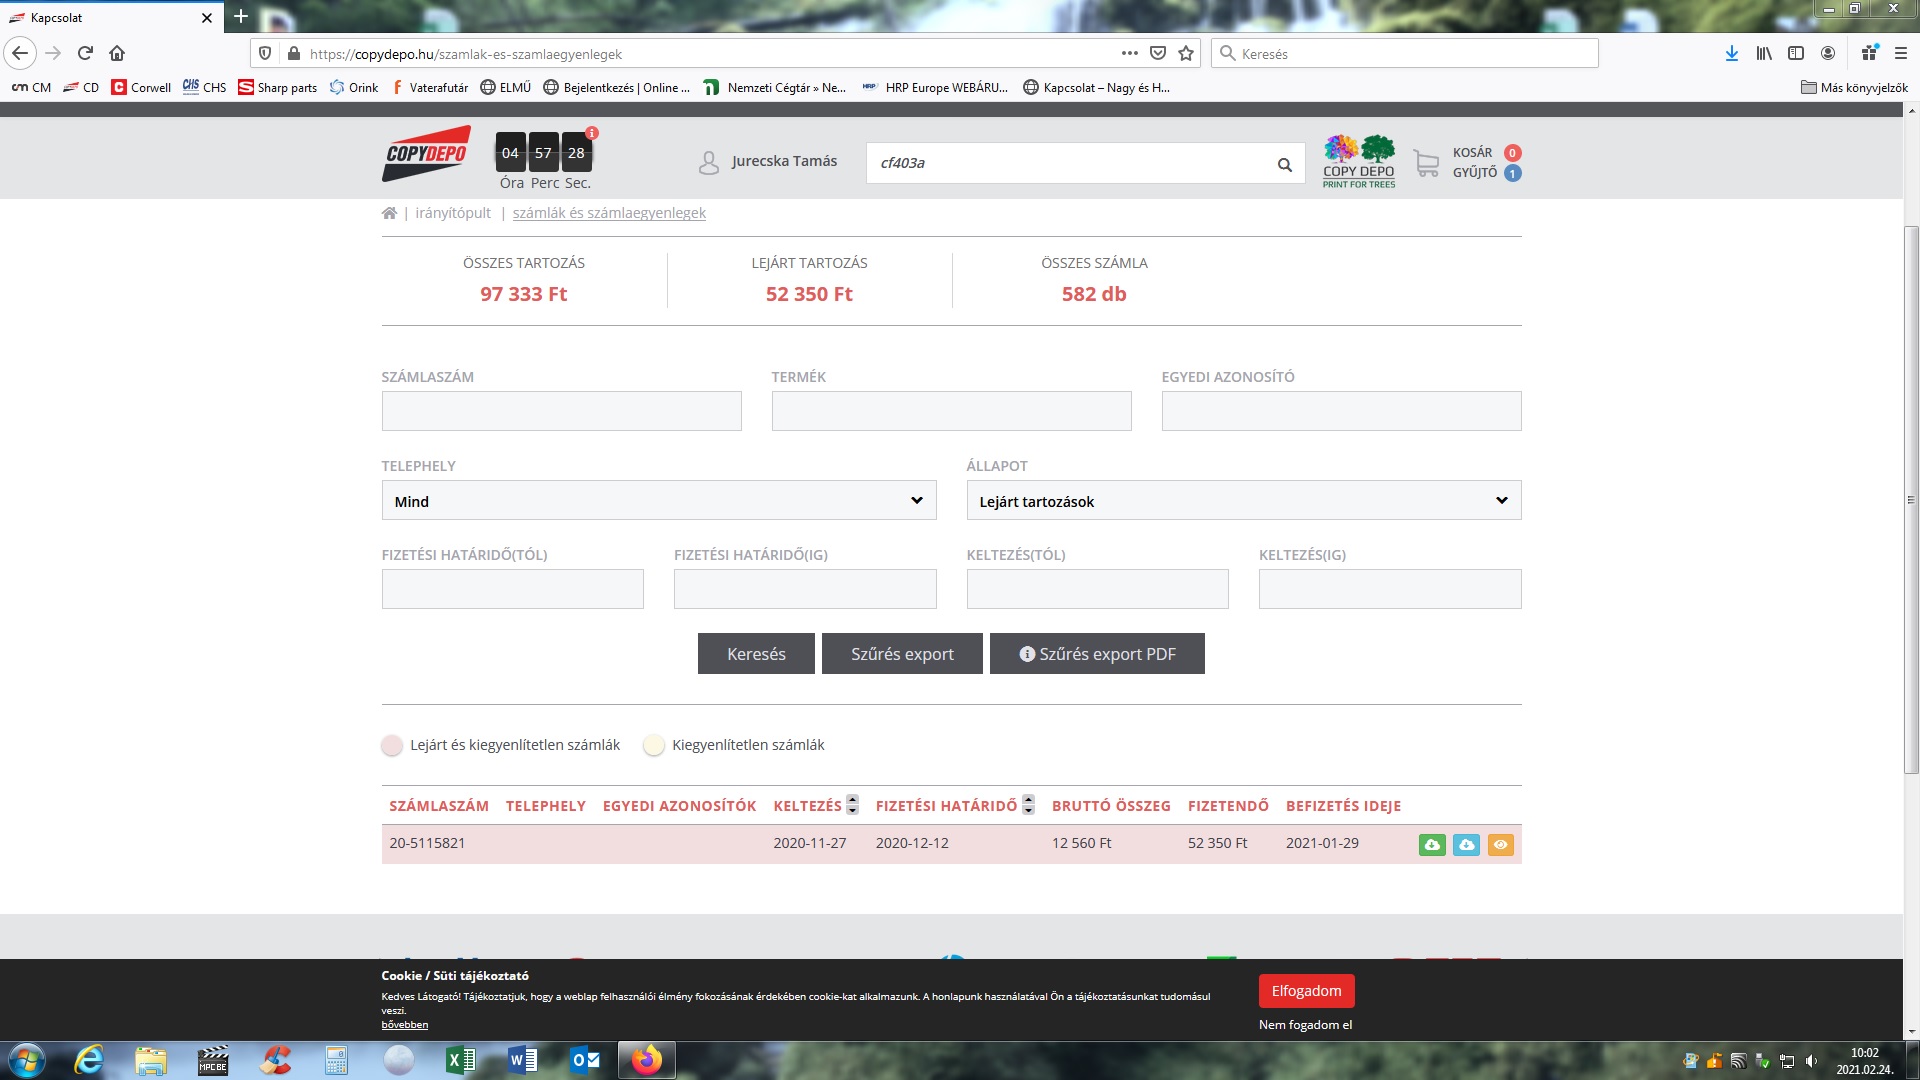 Kapcsolat
https://copydepo.hu/szamlak-es-szamlaegyenlegek
Keresés
CM
CD
Corwell
CHS
Sharp parts
Orink
Vaterafutár
ELMŰ
Bejelentkezés | Online ...
Nemzeti Cégtár » Ne...
HRP Europe WEBÁRU...
Kapcsolat – Nagy és H...
Más könyvjelzők
COPYDEPO
04 57 28
Óra Perc Sec.
Jurecska Tamás
cf403a
COPY DEPO
PRINT FOR TREES
KOSÁR 0
GYŰJTŐ 1
| irányítópult | számlák és számlaegyenlegek
ÖSSZES TARTOZÁS
97 333 Ft
LEJÁRT TARTOZÁS
52 350 Ft
ÖSSZES SZÁMLA
582 db
SZÁMLASZÁM
TERMÉK
EGYEDI AZONOSÍTÓ
TELEPHELY
Mind
ÁLLAPOT
Lejárt tartozások
FIZETÉSI HATÁRIDŐ(TÓL)
FIZETÉSI HATÁRIDŐ(IG)
KELTEZÉS(TÓL)
KELTEZÉS(IG)
Keresés
Szűrés export
Szűrés export PDF
Lejárt és kiegyenlítetlen számlák
Kiegyenlítetlen számlák
SZÁMLASZÁM TELEPHELY EGYEDI AZONOSÍTÓK KELTEZÉS FIZETÉSI HATÁRIDŐ BRUTTÓ ÖSSZEG FIZETENDŐ BEFIZETÉS IDEJE
20-5115821 2020-11-27 2020-12-12 12 560 Ft 52 350 Ft 2021-01-29
Cookie / Süti tájékoztató
Kedves Látogató! Tájékoztatjuk, hogy a weblap felhasználói élmény fokozásának érdekében cookie-kat alkalmazunk. A honlapunk használatával Ön a tájékoztatásunkat tudomásul
veszi.
bővebben
Elfogadom
Nem fogadom el
MPC BE
10:02
2021.02.24.